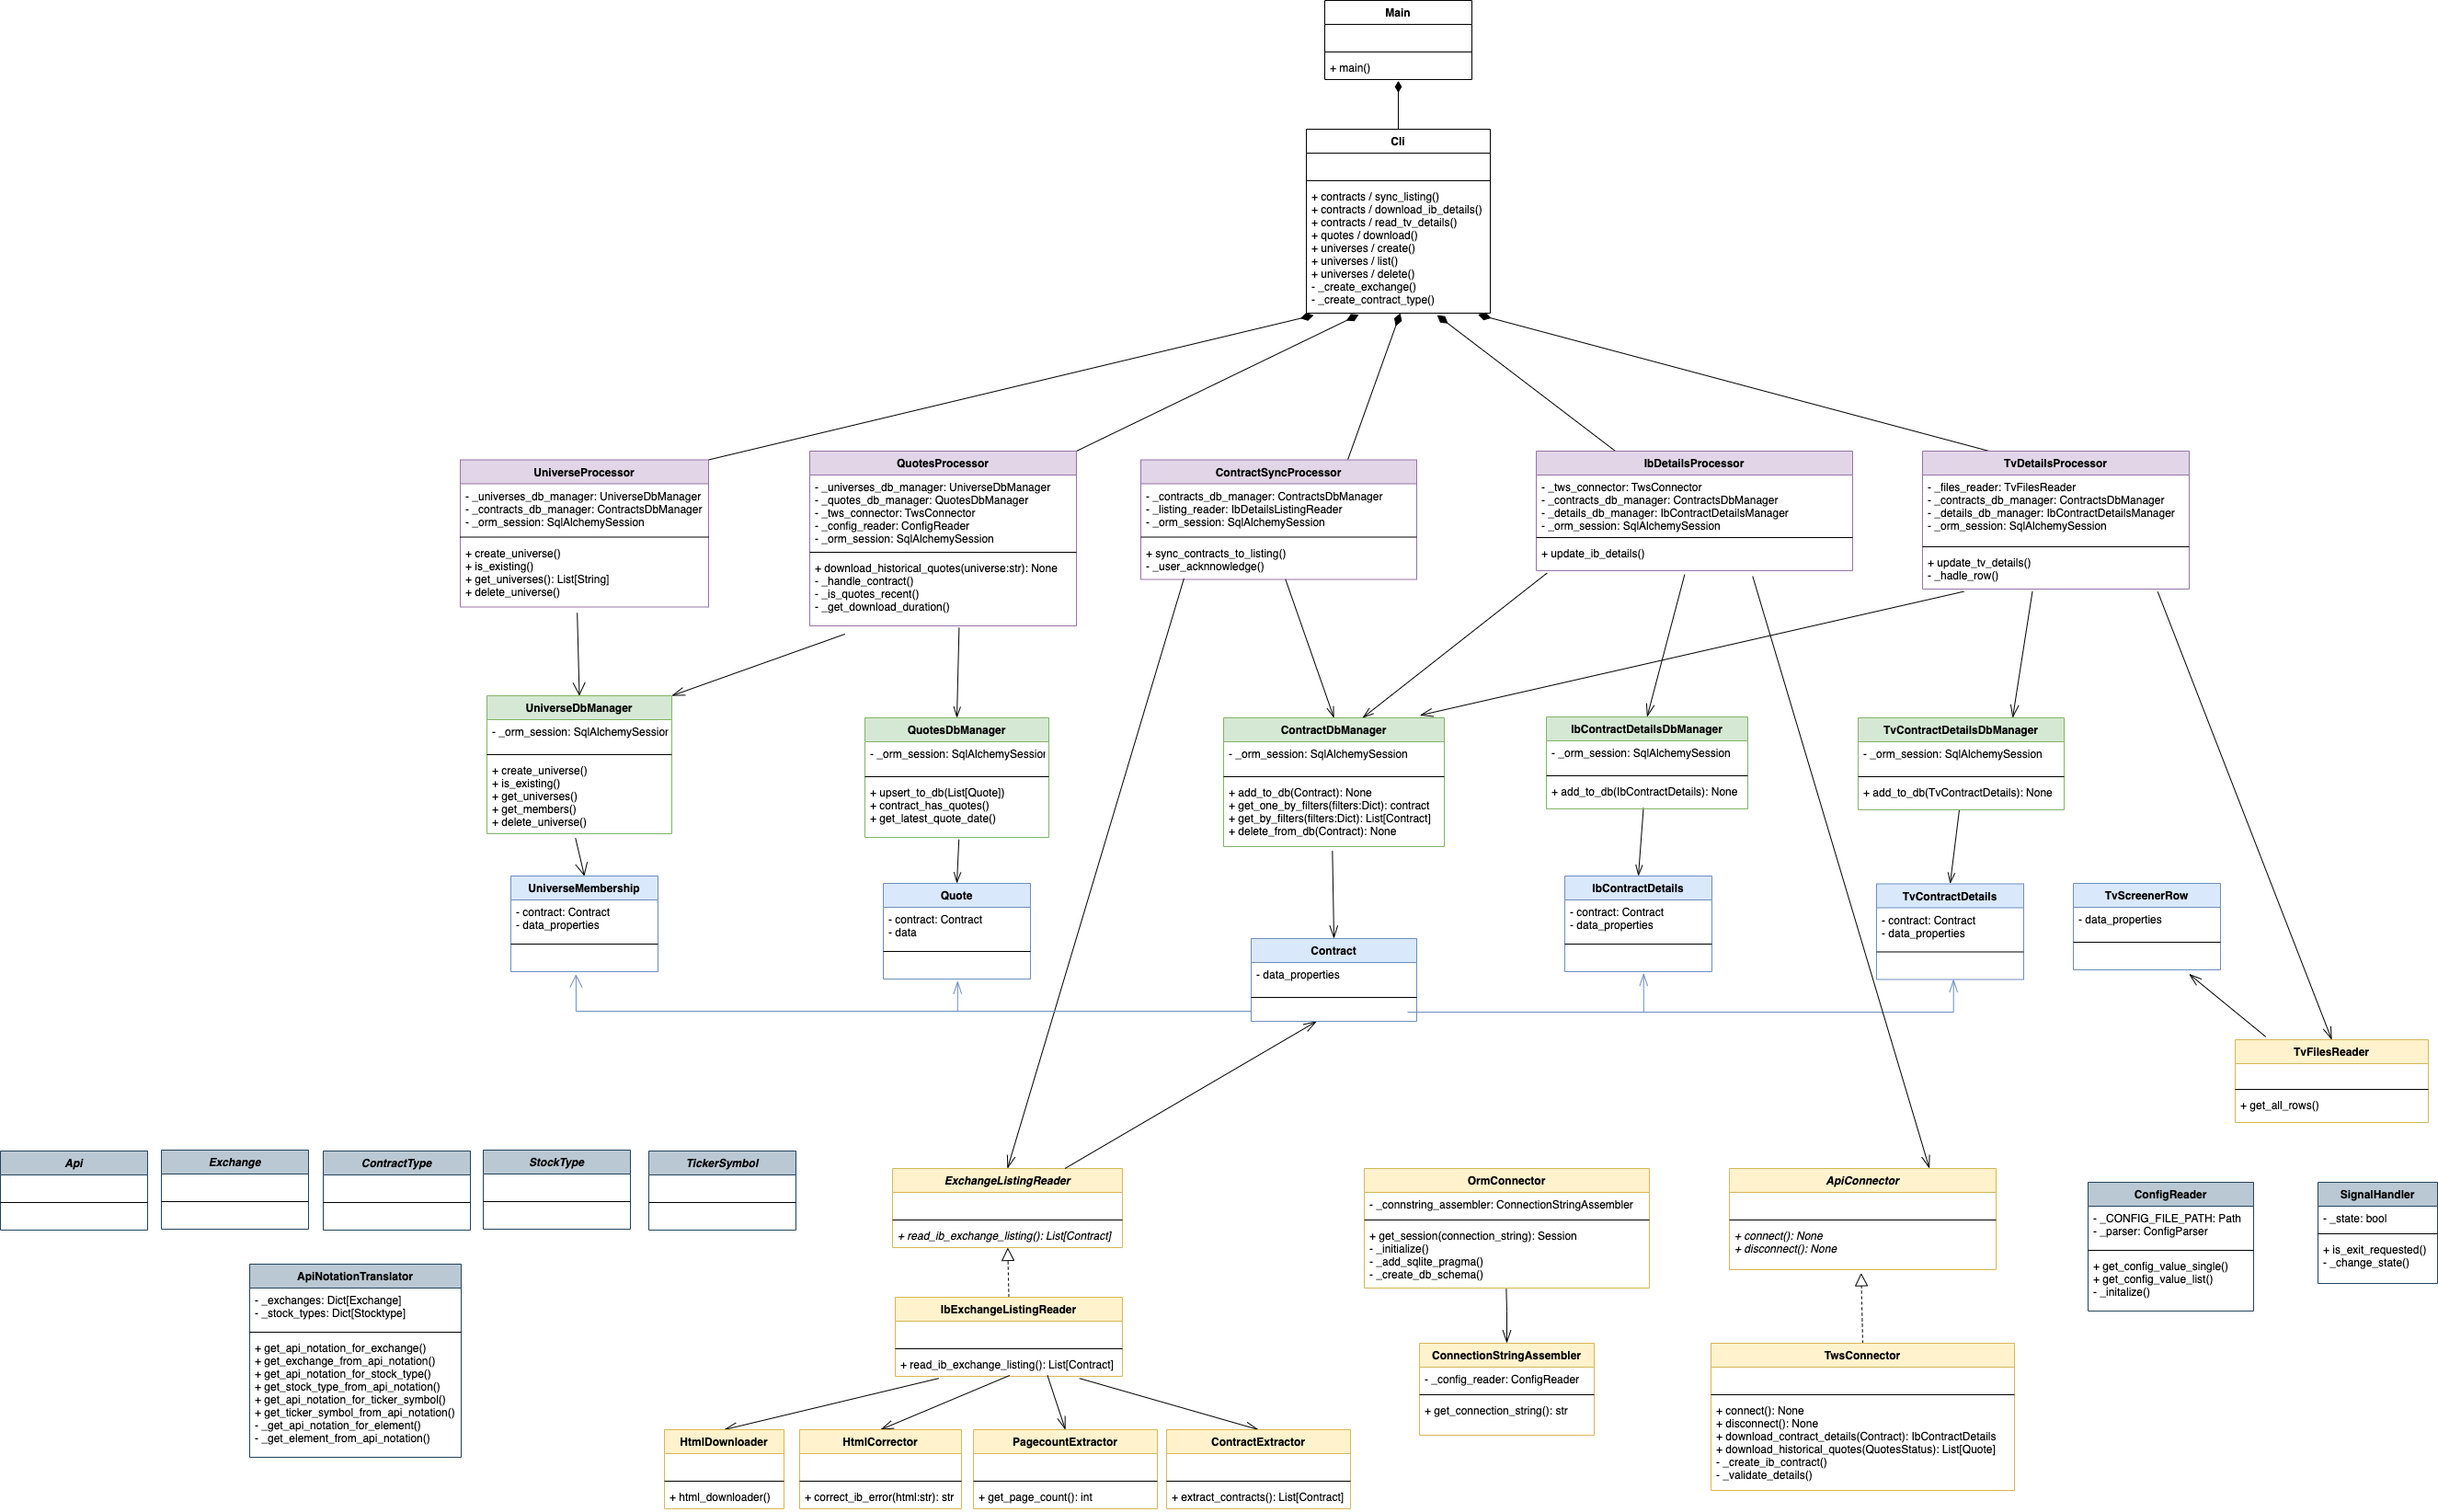 Main
+ main()
Cli
+ contracts / sync_listing()
+ contracts / download_ib_details()
+ contracts / read_tv_details()
+ quotes / download()
+ universes / create()
+ universes / list()
+ universes / delete()
- _create_exchange()
- _create_contract_type()
UniverseProcessor
- _universes_db_manager: UniverseDbManager
- _contracts_db_manager: ContractsDbManager
- _orm_session: SqlAlchemySession
+ create_universe()
+ is_existing()
+ get_universes(): List[String]
+ delete_universe()
QuotesProcessor
- _universes_db_manager: UniverseDbManager
- _quotes_db_manager: QuotesDbManager
- _tws_connector: TwsConnector
- _config_reader: ConfigReader
- _orm_session: SqlAlchemySession
+ download_historical_quotes(universe:str): None
- _handle_contract()
- _is_quotes_recent()
- _get_download_duration()
ContractSyncProcessor
- _contracts_db_manager: ContractsDbManager
- _listing_reader: IbDetailsListingReader
- _orm_session: SqlAlchemySession
+ sync_contracts_to_listing()
- _user_acknnowledge()
IbDetailsProcessor
- _tws_connector: TwsConnector
- _contracts_db_manager: ContractsDbManager
- _details_db_manager: IbContractDetailsManager
- _orm_session: SqlAlchemySession
+ update_ib_details()
TvDetailsProcessor
- _files_reader: TvFilesReader
- _contracts_db_manager: ContractsDbManager
- _details_db_manager: IbContractDetailsManager
- _orm_session: SqlAlchemySession
+ update_tv_details()
- _hadle_row()
UniverseDbManager
- _orm_session: SqlAlchemySession
+ create_universe()
+ is_existing()
+ get_universes()
+ get_members()
+ delete_universe()
QuotesDbManager
- _orm_session: SqlAlchemySession
+ upsert_to_db(List[Quote])
+ contract_has_quotes()
+ get_latest_quote_date()
ContractDbManager
- _orm_session: SqlAlchemySession
+ add_to_db(Contract): None
+ get_one_by_filters(filters:Dict): contract
+ get_by_filters(filters:Dict): List[Contract]
+ delete_from_db(Contract): None
IbContractDetailsDbManager
- _orm_session: SqlAlchemySession
+ add_to_db(IbContractDetails): None
TvContractDetailsDbManager
- _orm_session: SqlAlchemySession
+ add_to_db(TvContractDetails): None
UniverseMembership
- contract: Contract
- data_properties
Quote
- contract: Contract
- data
Contract
- data_properties
IbContractDetails
- contract: Contract
- data_properties
TvContractDetails
- contract: Contract
- data_properties
TvScreenerRow
- data_properties
TvFilesReader
+ get_all_rows()
Api
Exchange
ContractType
StockType
TickerSymbol
ExchangeListingReader
+ read_ib_exchange_listing(): List[Contract]
OrmConnector
- _connstring_assembler: ConnectionStringAssembler
+ get_session(connection_string): Session
- _initialize()
- _add_sqlite_pragma()
- _create_db_schema()
ApiConnector
+ connect(): None
+ disconnect(): None
ConfigReader
- _CONFIG_FILE_PATH: Path
- _parser: ConfigParser
+ get_config_value_single()
+ get_config_value_list()
- _initalize()
SignalHandler
- _state: bool
+ is_exit_requested()
- _change_state()
ApiNotationTranslator
- _exchanges: Dict[Exchange]
- _stock_types: Dict[Stocktype]
+ get_api_notation_for_exchange()
+ get_exchange_from_api_notation()
+ get_api_notation_for_stock_type()
+ get_stock_type_from_api_notation()
+ get_api_notation_for_ticker_symbol()
+ get_ticker_symbol_from_api_notation()
- _get_api_notation_for_element()
- _get_element_from_api_notation()
IbExchangeListingReader
+ read_ib_exchange_listing(): List[Contract]
ConnectionStringAssembler
- _config_reader: ConfigReader
+ get_connection_string(): str
TwsConnector
+ connect(): None
+ disconnect(): None
+ download_contract_details(Contract): IbContractDetails
+ download_historical_quotes(QuotesStatus): List[Quote]
- _create_ib_contract()
- _validate_details()
HtmlDownloader
+ html_downloader()
HtmlCorrector
+ correct_ib_error(html:str): str
PagecountExtractor
+ get_page_count(): int
ContractExtractor
+ extract_contracts(): List[Contract]